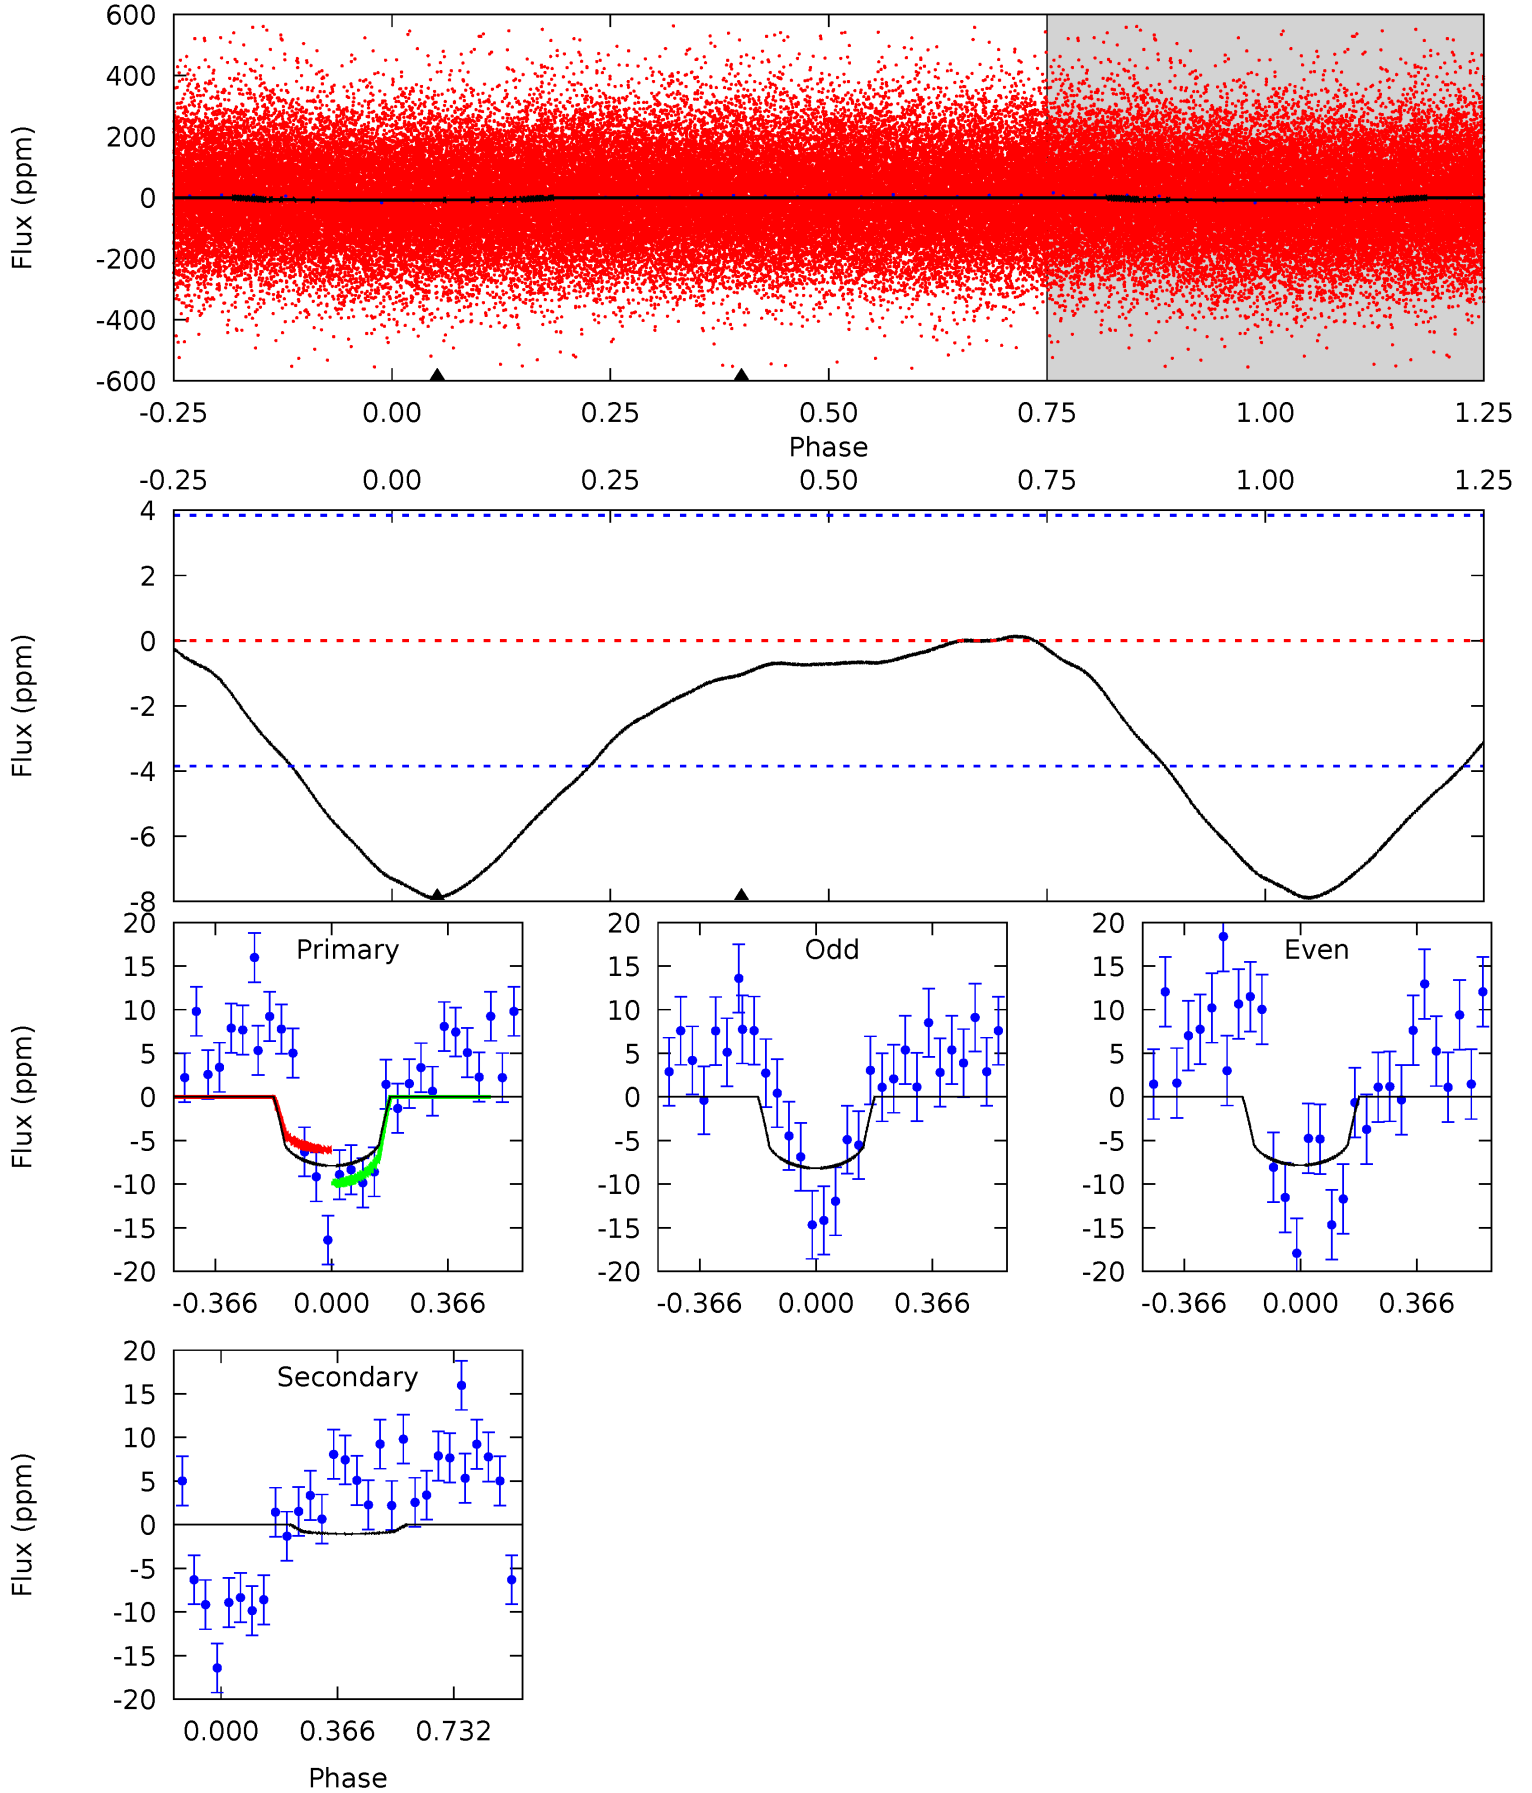 600
400
200
0
-200
-400
-600
Flux (ppm)
-0.25 0.00 0.25 0.50 0.75 1.00 1.25
Phase
-0.25 0.00 0.25 0.50 0.75 1.00 1.25
4
2
0
-2
-4
-6
-8
Flux (ppm)
Primary Odd Even
20 20 20
15 15 15
10 10 10
5 5 5
0 0 0
-5 -5 -5
-10 -10 -10
-15 -15 -15
-20 -20 -20
Flux (ppm)
-0.366 0.000 0.366 -0.366 0.000 0.366 -0.366 0.000 0.366
Secondary
20
15
10
5
0
-5
-10
-15
-20
Flux (ppm)
0.000 0.366 0.732
Phase